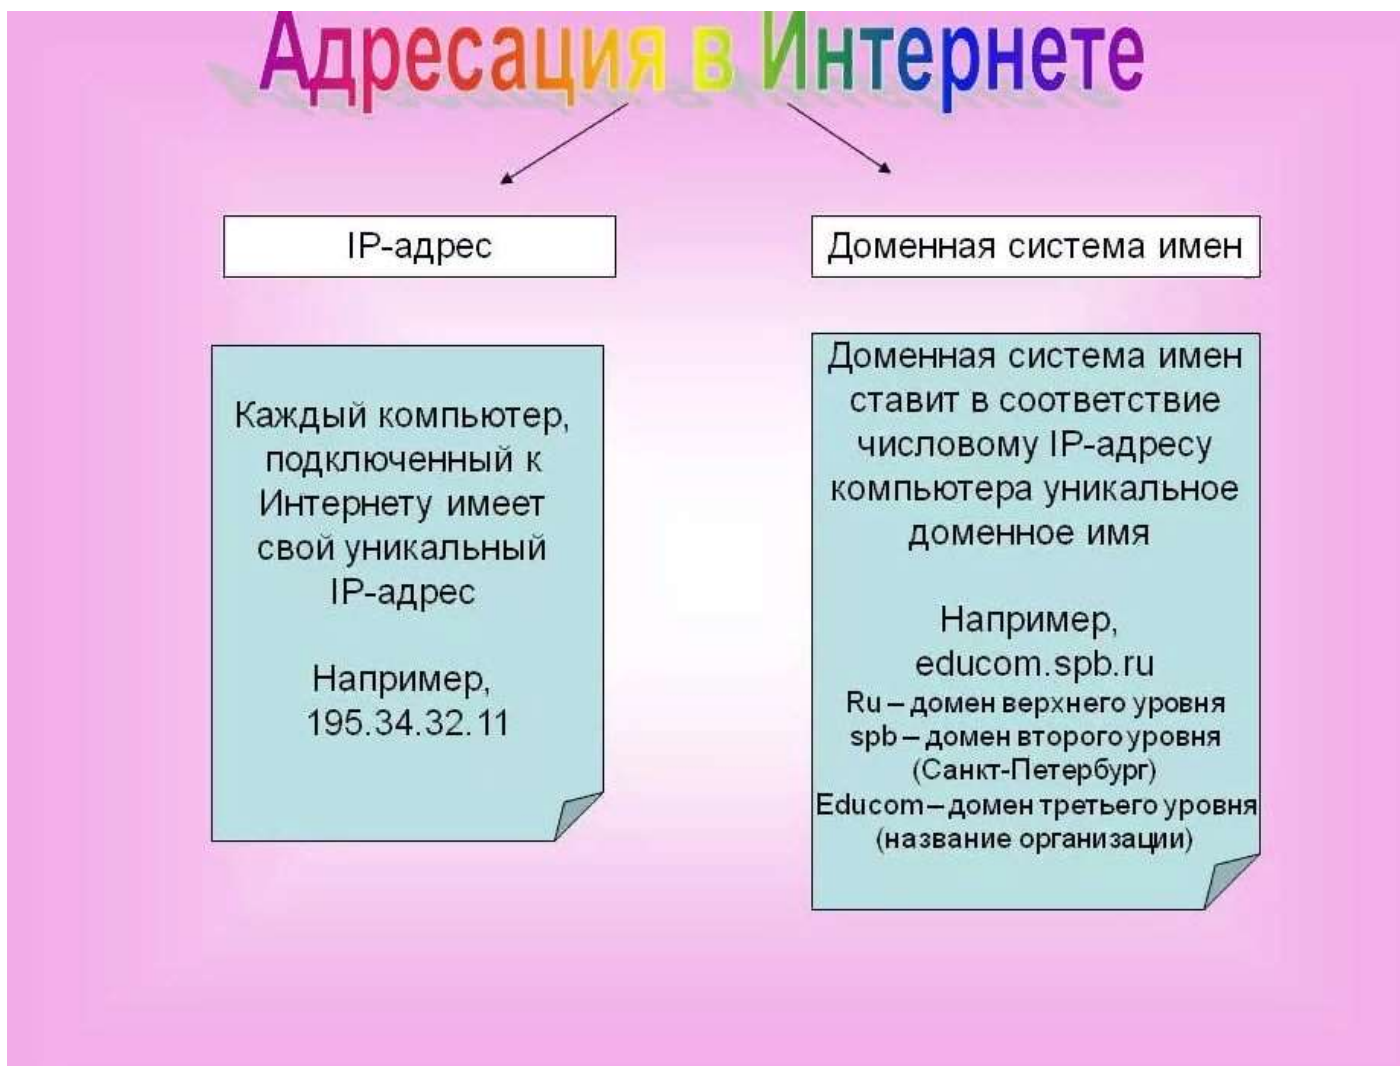 Адресация в Интернете
IP-адрес
Каждый компьютер,
подключенный к
Интернету имеет
свой уникальный
IP-адрес
Например,
195.34.32.11
Доменная система имен
Доменная система имен
ставит в соответствие
числовому IP-адресу
компьютера уникальное
доменное имя
Например,
educom.spb.ru
Ru – домен верхнего уровня
spb – домен второго уровня
(Санкт-Петербург)
Educom – домен третьего уровня
(название организации)